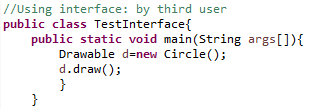 //Using interface: by third user
public class TestInterface{
    public static void main(String args[]){
        Drawable d=new Circle();
        d.draw();
        }
    }